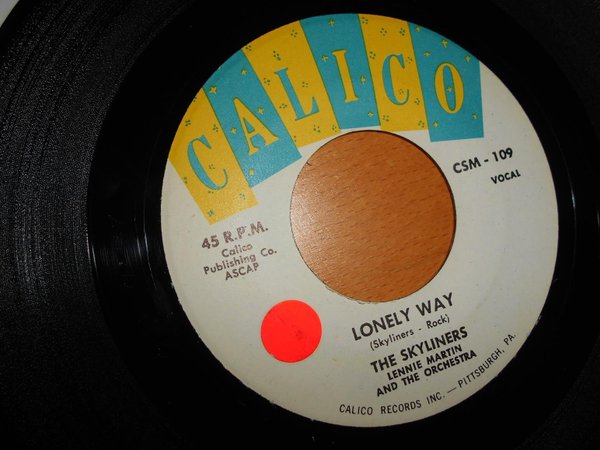 CALICO
CSM - 109
VOCAL
45 R.P.M.
Calico
Publishing Co.
ASCAP
LONELY WAY
(Skyliners - Rock)
THE SKYLINERS
LENNIE MARTIN
AND THE ORCHESTRA
CALICO RECORDS INC. — PITTSBURGH, PA.